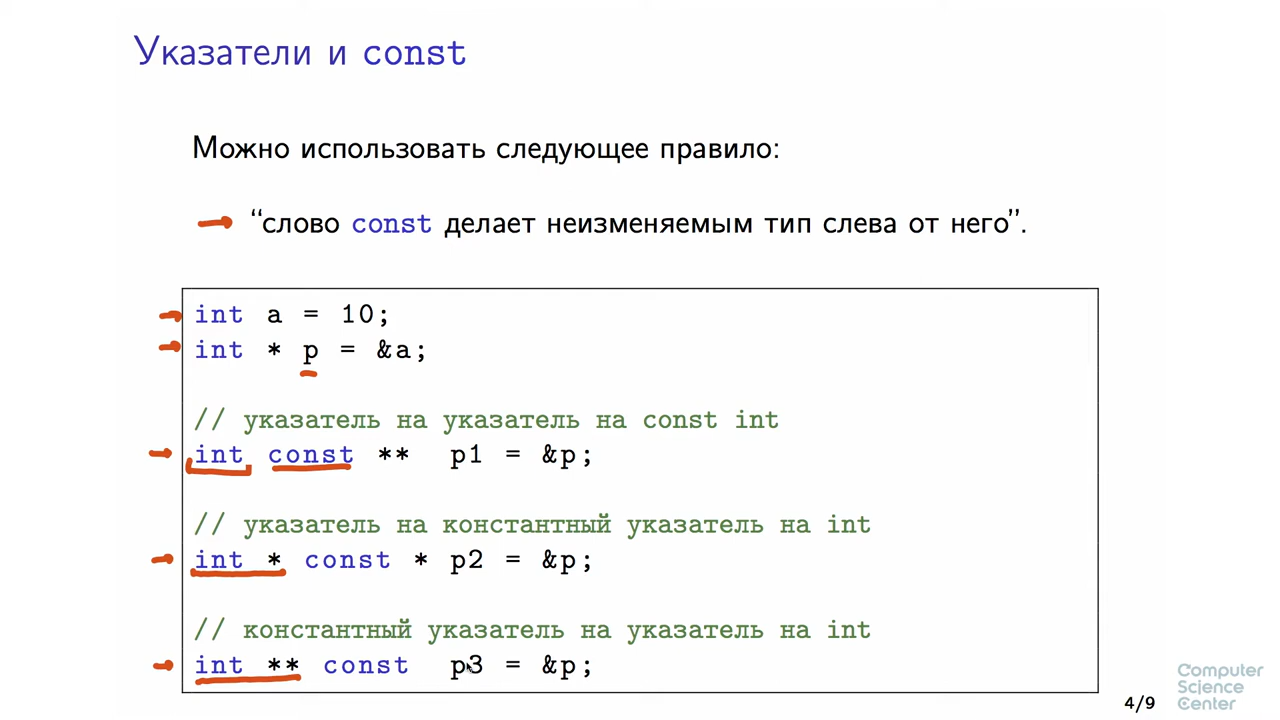 Указатели и const
Можно использовать следующее правило:
“слово const делает неизменяемым тип слева от него”.
int a = 10;
int * p = &a;
// указатель на указатель на const int
int const ** p1 = &p;
// указатель на константный указатель на int
int * const * p2 = &p;
// константный указатель на указатель на int
int ** const p3 = &p;
4/9
Computer
Science
Center